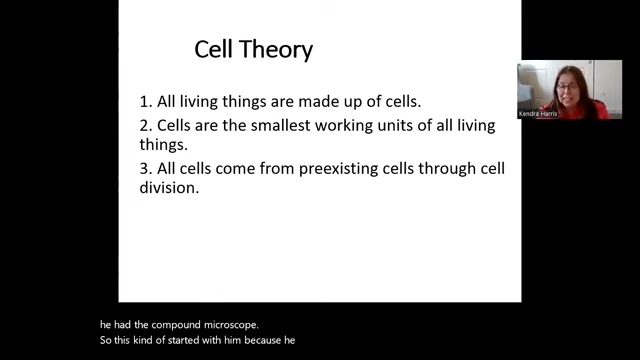 Cell Theory
1. All living things are made up of cells.
2. Cells are the smallest working units of all living
things.
3. All cells come from preexisting cells through cell
division.
Kendra Harris
he had the compound microscope.
So this kind of started with him because he